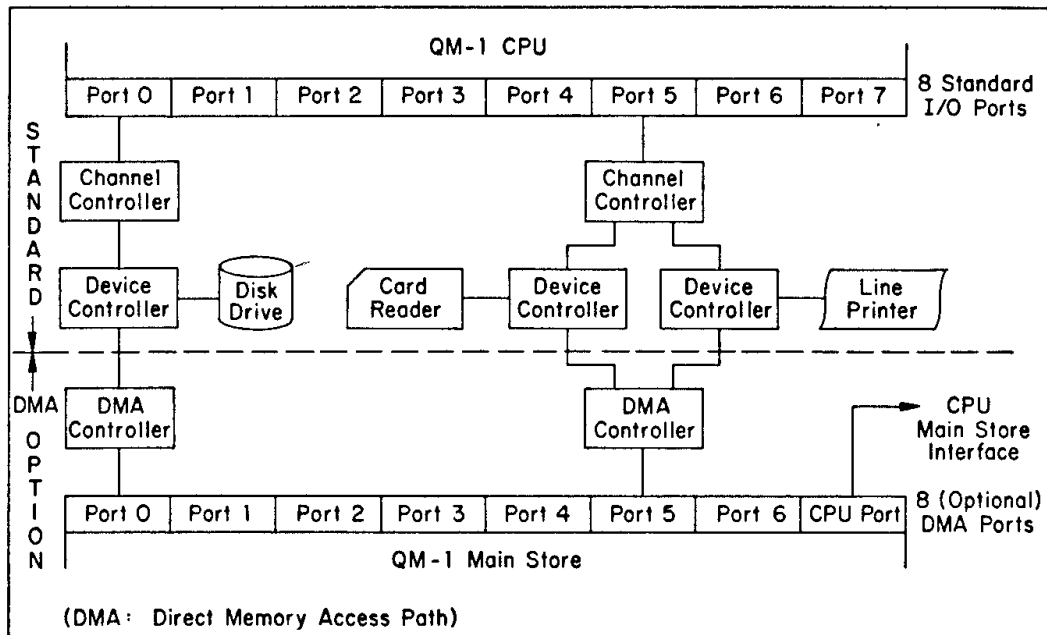 QM-1 CPU
Port 0 Port 1 Port 2 Port 3 Port 4 Port 5 Port 6 Port 7
8 Standard
I/O Ports
STANDARD
Channel
Controller
Channel
Controller
Device
Controller
Disk
Drive
Card
Reader
Device
Controller
Device
Controller
Line
Printer
DMA
OPTION
DMA
Controller
DMA
Controller
CPU
Main Store
Interface
Port 0 Port 1 Port 2 Port 3 Port 4 Port 5 Port 6 CPU Port
8 (Optional)
DMA Ports
QM-1 Main Store
(DMA: Direct Memory Access Path)